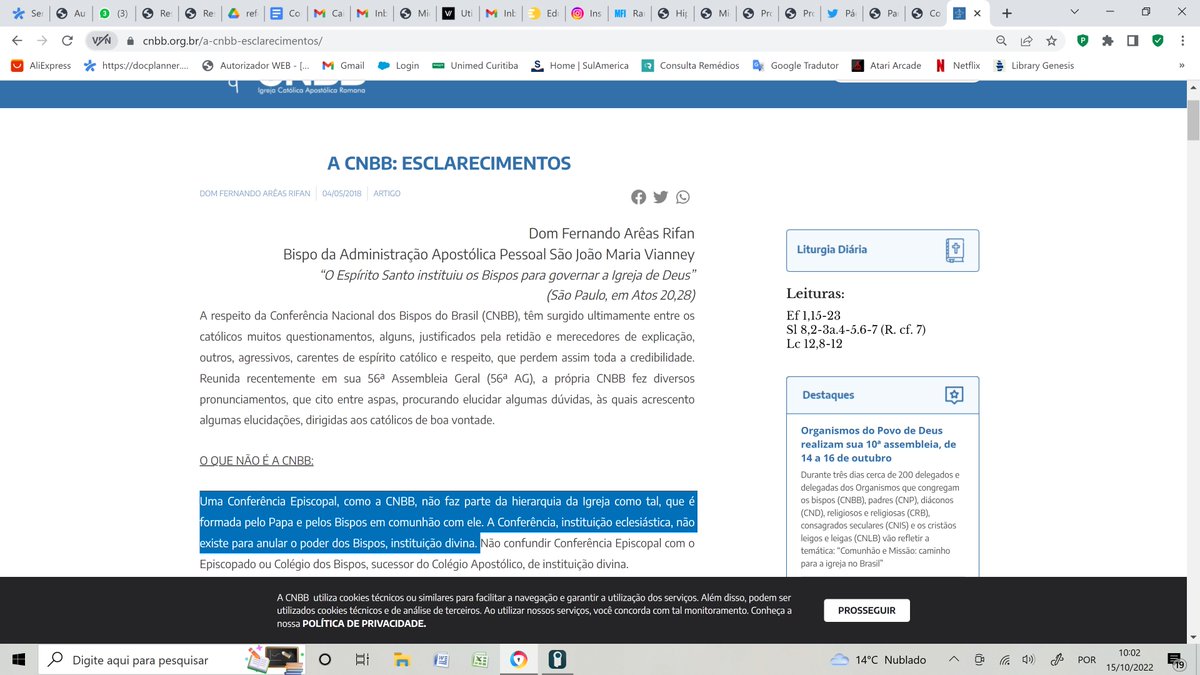 Se
Au
(3)
Re
Re
refe
Co
Ca
Inb
Mi
Uti
Inb
Ed
Ins
MFI Ra
Hig
Mi
Pro
Pro
Pá
Pa
Co
VPN
cnbb.org.br/a-cnbb-esclarecimentos/
AliExpress https://docplanner.... Autorizador WEB - [... Gmail Login Unimed Curitiba Home | SulAmerica Consulta Remédios Google Tradutor Atari Arcade Netflix Library Genesis »
CNBB
Igreja Católica Apostólica Romana
A CNBB: ESCLARECIMENTOS
DOM FERNANDO ARÊAS RIFAN 04/05/2018 ARTIGO
Dom Fernando Arêas Rifan
Bispo da Administração Apostólica Pessoal São João Maria Vianney
“O Espírito Santo instituiu os Bispos para governar a Igreja de Deus”
(São Paulo, em Atos 20,28)
A respeito da Conferência Nacional dos Bispos do Brasil (CNBB), têm surgido ultimamente entre os
católicos muitos questionamentos, alguns, justificados pela retidão e merecedores de explicação,
outros, agressivos, carentes de espírito católico e respeito, que perdem assim toda a credibilidade.
Reunida recentemente em sua 56ª Assembleia Geral (56ª AG), a própria CNBB fez diversos
pronunciamentos, que cito entre aspas, procurando elucidar algumas dúvidas, às quais acrescento
algumas elucidações, dirigidas aos católicos de boa vontade.
O QUE NÃO É A CNBB:
Uma Conferência Episcopal, como a CNBB, não faz parte da hierarquia da Igreja como tal, que é
formada pelo Papa e pelos Bispos em comunhão com ele. A Conferência, instituição eclesiástica, não
existe para anular o poder dos Bispos, instituição divina. Não confundir Conferência Episcopal com o
Episcopado ou Colégio dos Bispos, sucessor do Colégio Apostólico, de instituição divina.
Liturgia Diária
Leituras:
Ef 1,15-23
Sl 8,2-3a.4-5.6-7 (R. cf. 7)
Lc 12,8-12
Destaques
Organismos do Povo de Deus
realizam sua 10ª assembleia, de
14 a 16 de outubro
Durante três dias cerca de 200 delegados e
delegadas dos Organismos que congregam
os bispos (CNBB), padres (CNP), diáconos
(CND), religiosos e religiosas (CRB),
consagrados seculares (CNIS) e os cristãos
leigos e leigas (CNLB) vão refletir a
temática: “Comunhão e Missão: caminho
para a igreja no Brasil”
A CNBB utiliza cookies técnicos ou similares para facilitar a navegação e garantir a utilização dos serviços. Além disso, podem ser
utilizados cookies técnicos e de análise de terceiros. Ao utilizar nossos serviços, você concorda com tal monitoramento. Conheça a
nossa POLÍTICA DE PRIVACIDADE.
PROSSEGUIR
Digite aqui para pesquisar
14°C Nublado
POR
10:02
15/10/2022
19